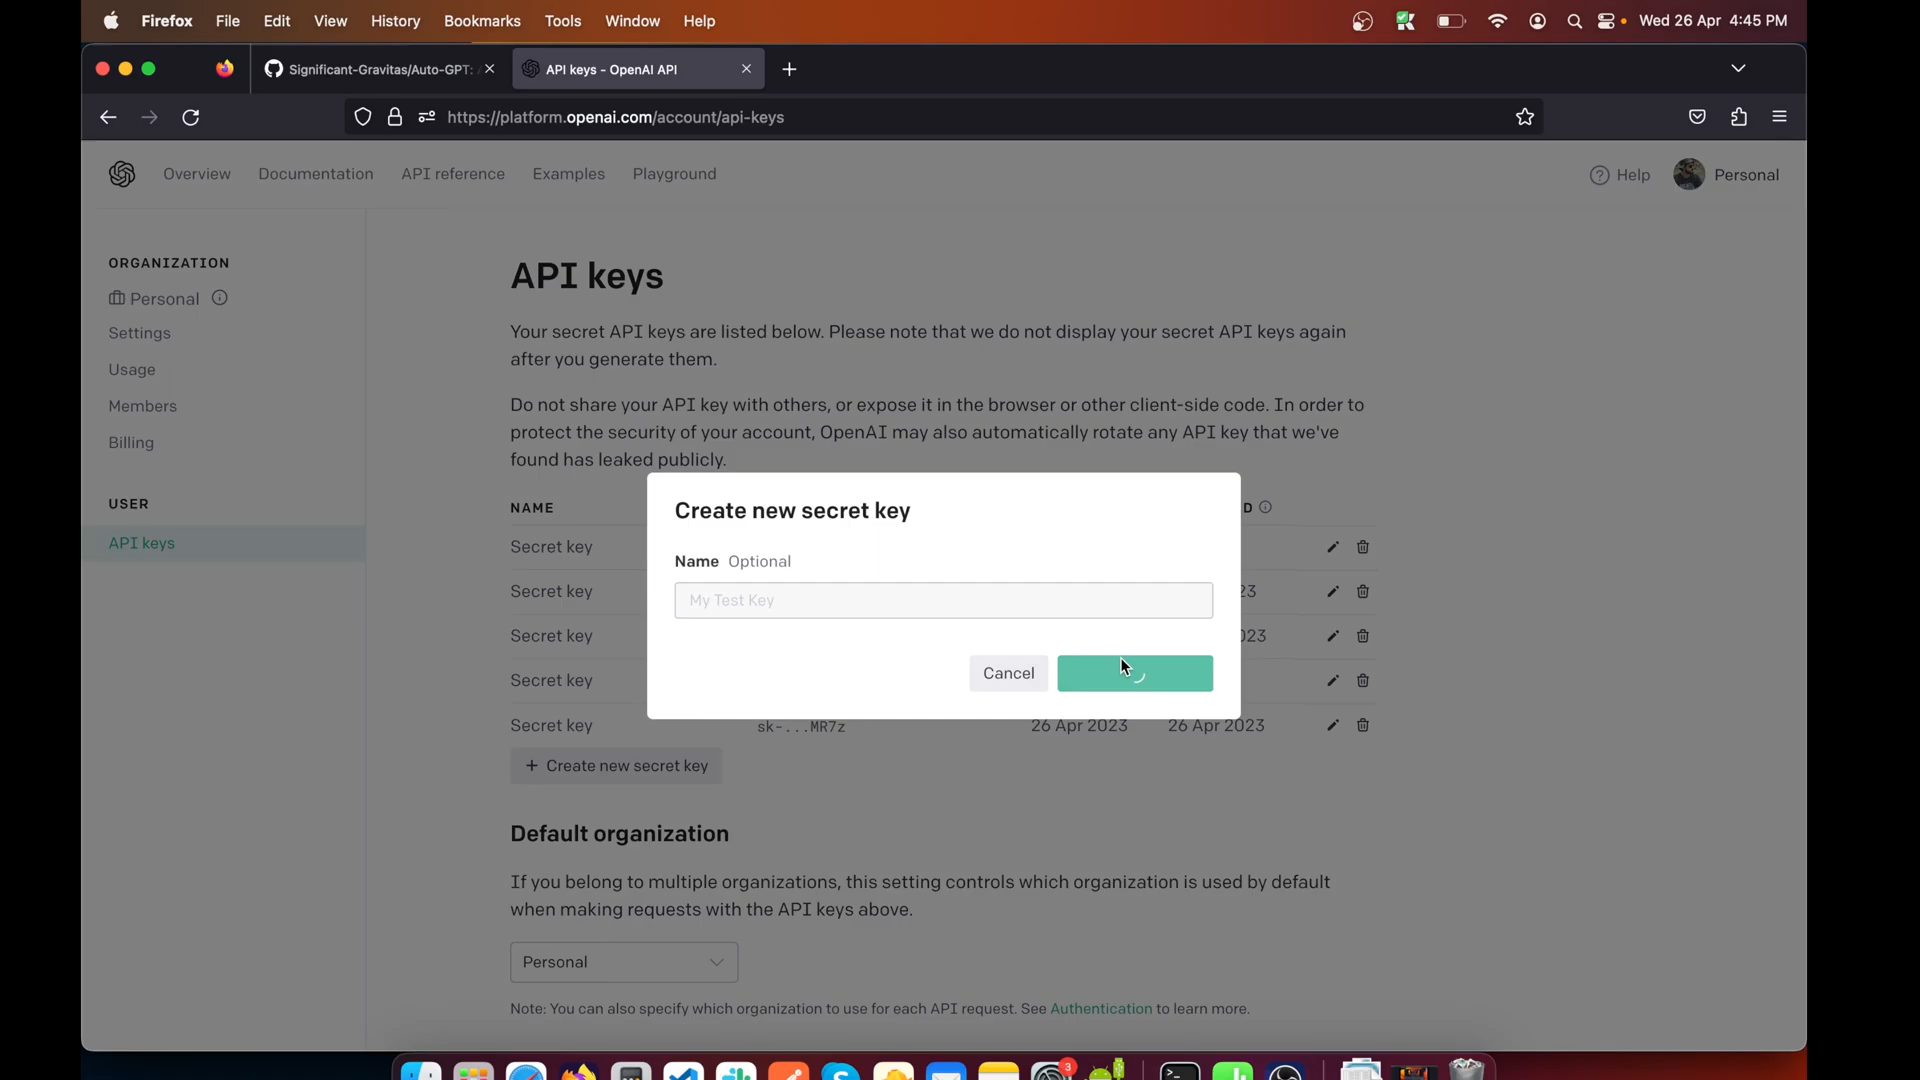 Firefox File Edit View History Bookmarks Tools Window Help Wed 26 Apr 4:45 PM
Significant-Gravitas/Auto-GPT: API keys - OpenAI API
https://platform.openai.com/account/api-keys
Overview Documentation API reference Examples Playground Help Personal
ORGANIZATION
Personal
Settings
Usage
Members
Billing
USER
API keys
API keys
Your secret API keys are listed below. Please note that we do not display your secret API keys again
after you generate them.
Do not share your API key with others, or expose it in the browser or other client-side code. In order to
protect the security of your account, OpenAI may also automatically rotate any API key that we've
found has leaked publicly.
NAME D
Secret key
Secret key 23
Secret key 023
Secret key
Secret key sk-...MR7z 26 Apr 2023 26 Apr 2023
+ Create new secret key
Create new secret key
Name Optional
My Test Key
Cancel
Default organization
If you belong to multiple organizations, this setting controls which organization is used by default
when making requests with the API keys above.
Personal
Note: You can also specify which organization to use for each API request. See Authentication to learn more.
3